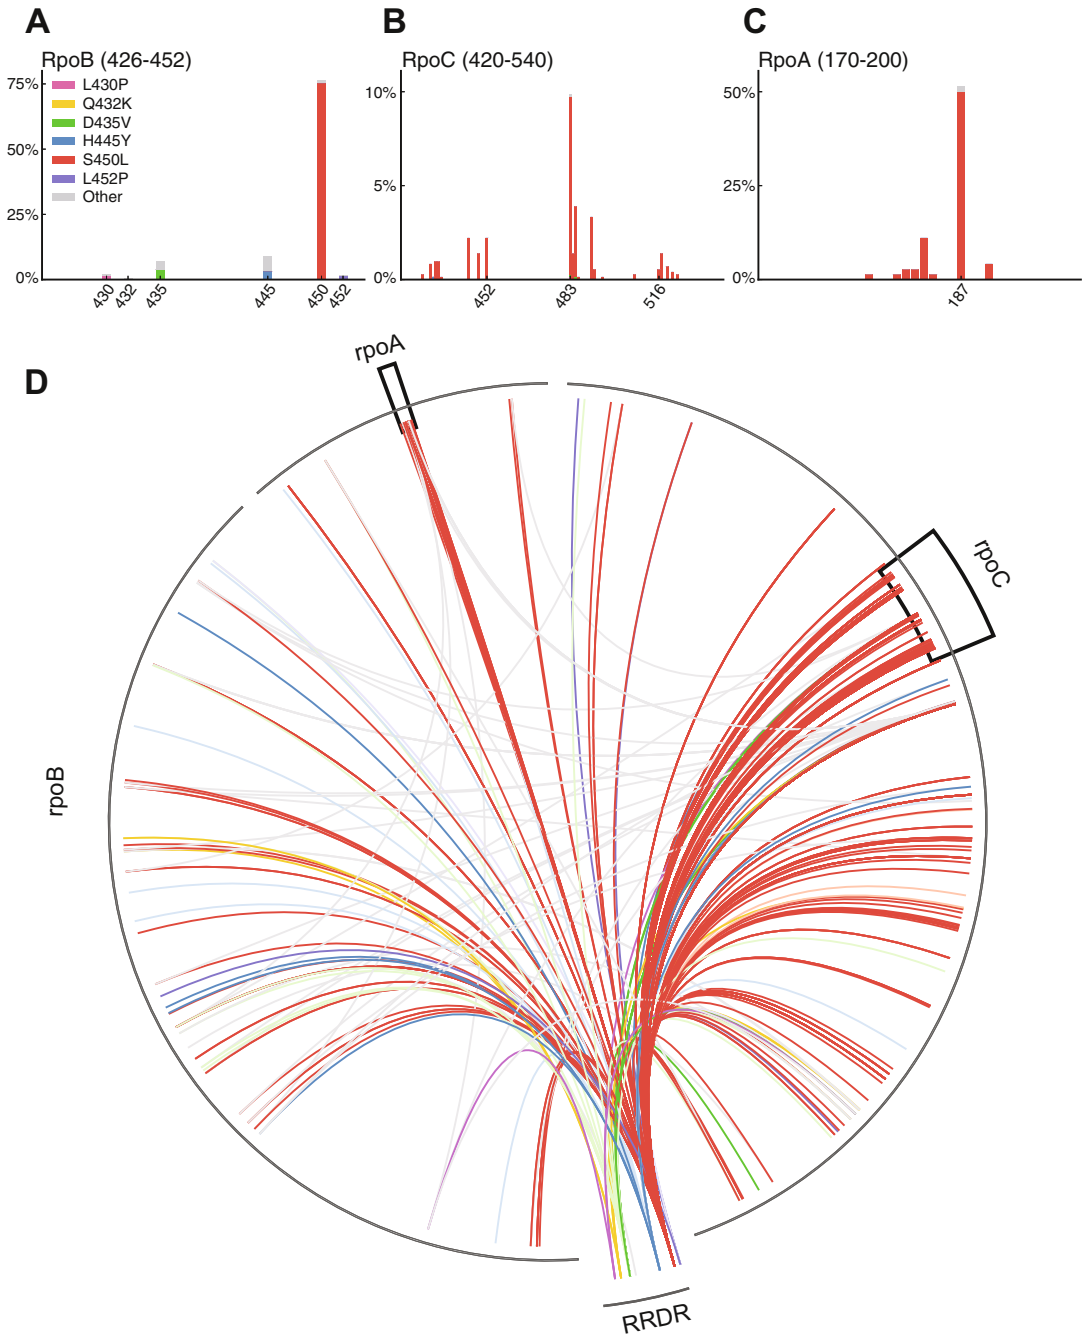 A
B
C
RpoB (426-452)
RpoC (420-540)
RpoA (170-200)
75%
50%
25%
0%
L430P
Q432K
D435V
H445Y
S450L
L452P
Other
430
432
435
445
450
452
10%
5%
0%
452
483
516
50%
25%
0%
187
D
rpoA
rpoC
rpoB
RRDR